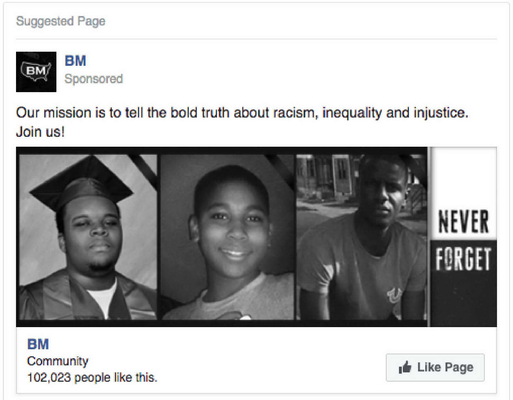 Suggested Page
BM
BM
Sponsored
Our mission is to tell the bold truth about racism, inequality and injustice.
Join us!
NEVER
FORGET
BM
Community
102,023 people like this.
Like Page